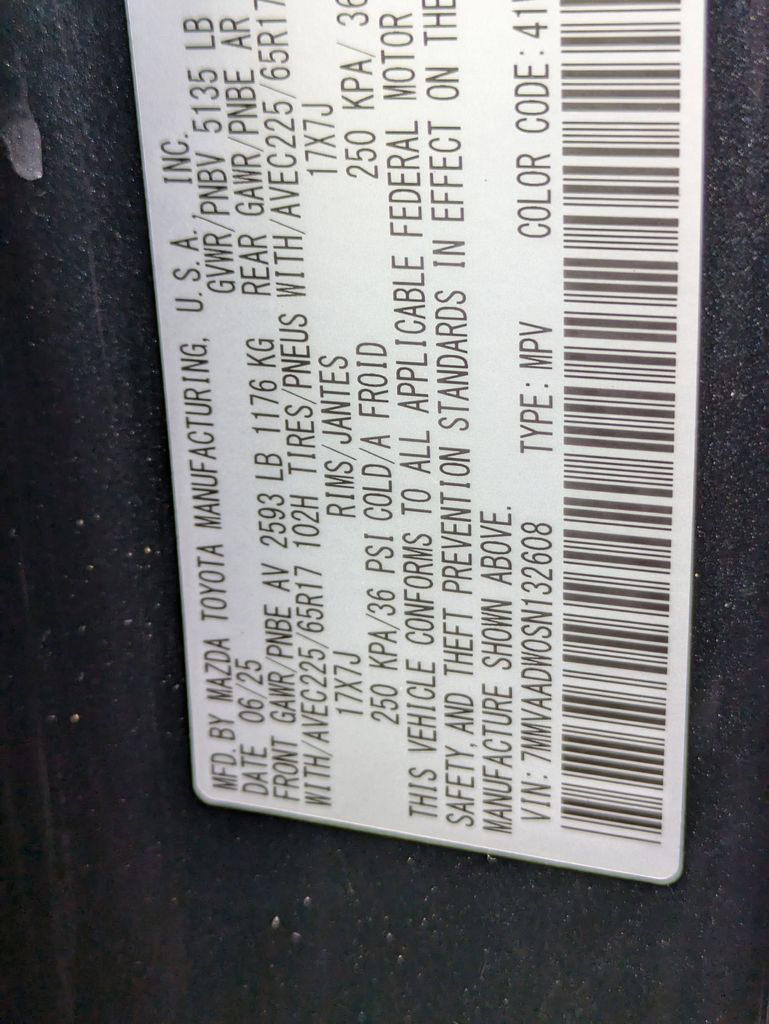 MFD. BY MAZDA TOYOTA MANUFACTURING, U.S.A., INC.
DATE 06/25 GVWR/PNBV 5135 LB
FRONT GAWR/PNBE AV 2593 LB 1176 KG REAR GAWR/PNBE AR
WITH/AVEC225/65R17 102H TIRES/PNEUS WITH/AVEC225/65R17
17X7J RIMS/JANTES 17X7J
250 KPA/36 PSI COLD/A FROID 250 KPA/ 36
THIS VEHICLE CONFORMS TO ALL APPLICABLE FEDERAL MOTOR
SAFETY, AND THEFT PREVENTION STANDARDS IN EFFECT ON THE
MANUFACTURE SHOWN ABOVE.
VIN: 7MMVAADW0SN132608 TYPE: MPV COLOR CODE: 41